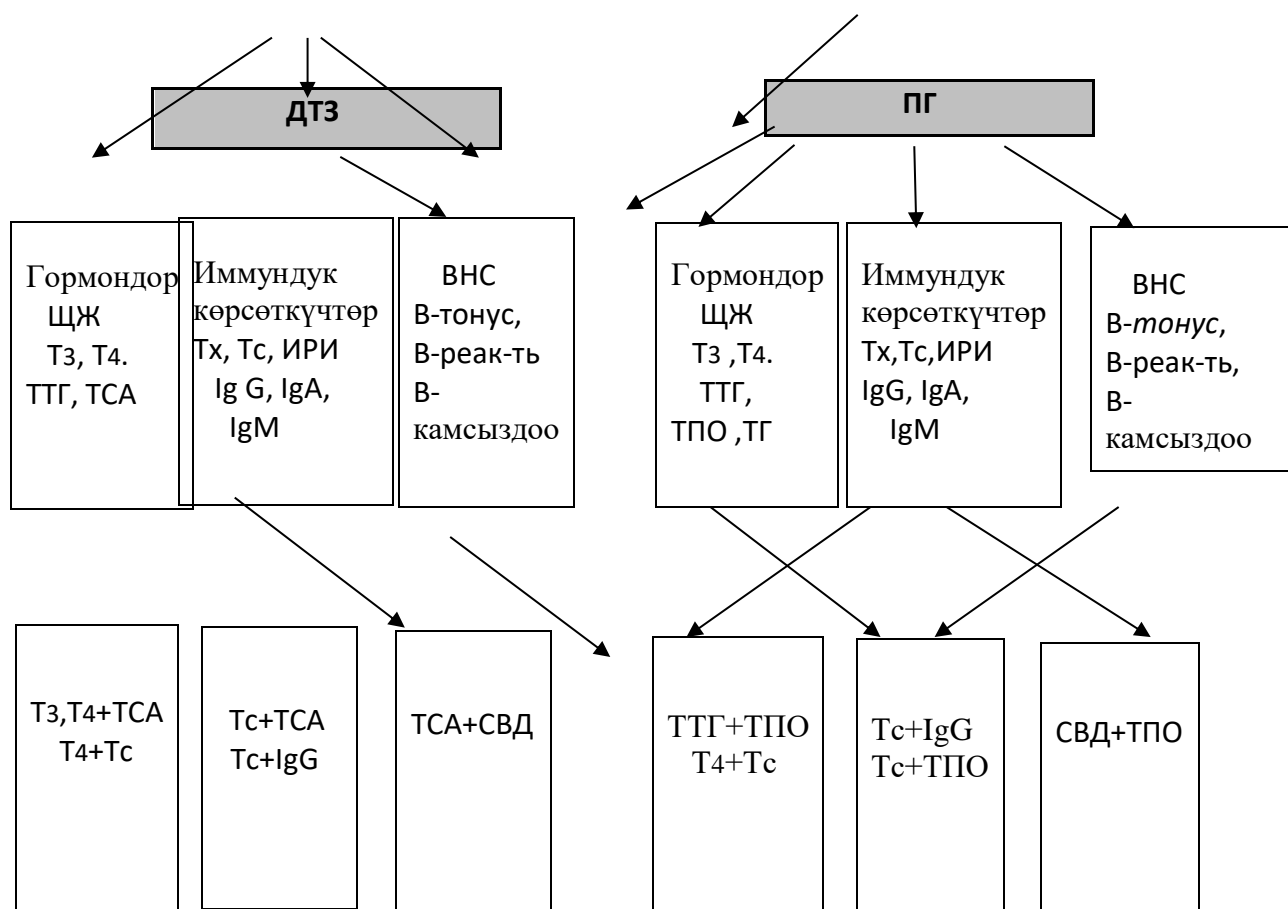 ДТЗ
ПГ
Гормондор
ЩЖ
Т3, Т4.
ТТГ, ТСА
Иммундук
көрсөткүчтөр
Тх, Тс, ИРИ
Ig G, IgA,
IgM
ВНС
В-тонус,
В-реак-ть
В-
камсыздоо
Гормондор
ЩЖ
Т3 ,Т4.
ТТГ,
ТПО ,ТГ
Иммундук
көрсөткүчтөр
Тх,Тс,ИРИ
IgG, IgA,
IgM
ВНС
В-тонус,
В-реак-ть,
В-
камсыздоо
Т3,Т4+ТСА
Т4+Тс
Тс+ТСА
Тс+IgG
ТСА+СВД
ТТГ+ТПО
Т4+Тс
Тс+IgG
Тс+ТПО
СВД+ТПО